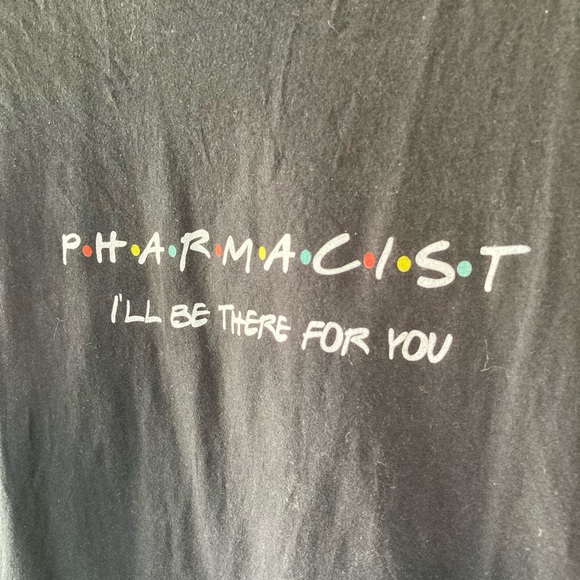 P•H•A•R•M•A•C•I•S•T
I'LL BE THERE FOR YOU